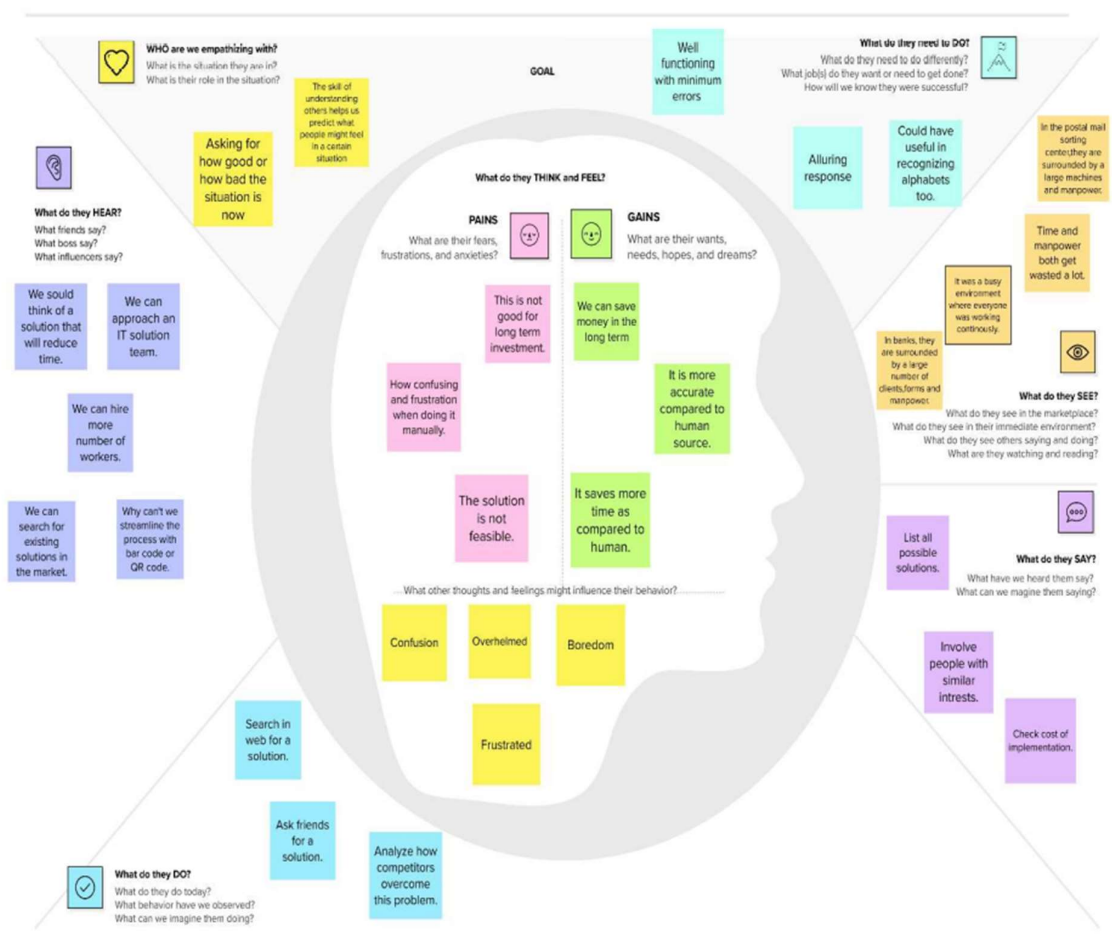 WHO are we empathizing with?
What is the situation they are in?
What is their role in the situation?
The skill of
understanding
others helps us
predict what
people might feel
in a certain
situation
Asking for
how good or
how bad the
situation is
now
GOAL
Well
functioning
with minimum
errors
What do they need to DO?
What do they need to do differently?
What job(s) do they want or need to get done?
How will we know they were successful?
Alluring
response
Could have
useful in
recognizing
alphabets
too.
In the postal mail
sorting
center,they are
surrounded by a
large machines
and manpower.
Time and
manpower
both get
wasted a lot.
It was a busy
environment
where everyone
was working
continously.
In banks, they
are surrounded
by a large
number of
clients,forms and
manpower.
What do they SEE?
What do they see in the marketplace?
What do they see in their immediate environment?
What do they see others saying and doing?
What are they watching and reading?
What do they HEAR?
What friends say?
What boss say?
What influencers say?
We sould
think of a
solution that
will reduce
time.
We can
approach an
IT solution
team.
We can hire
more
number of
workers.
We can
search for
existing
solutions in
the market.
Why can't we
streamline the
process with
bar code or
QR code.
What do they THINK and FEEL?
PAINS
What are their fears,
frustrations, and anxieties?
GAINS
What are their wants,
needs, hopes, and dreams?
This is not
good for
long term
investment.
How confusing
and frustration
when doing it
manually.
The solution
is not
feasible.
We can save
money in the
long term
It is more
accurate
compared to
human
source.
It saves more
time as
compared to
human.
What other thoughts and feelings might influence their behavior?
Confusion
Overhelmed
Boredom
Frustrated
List all
possible
solutions.
What do they SAY?
What have we heard them say?
What can we magine them saying?
Involve
people with
similar
intrests.
Check cost of
implementation.
Search in
web for a
solution.
Ask friends
for a
solution.
Analyze how
competitors
overcome
this problem.
What do they DO?
What do they do today?
What behavior have we observed?
What can we imagine them doing?